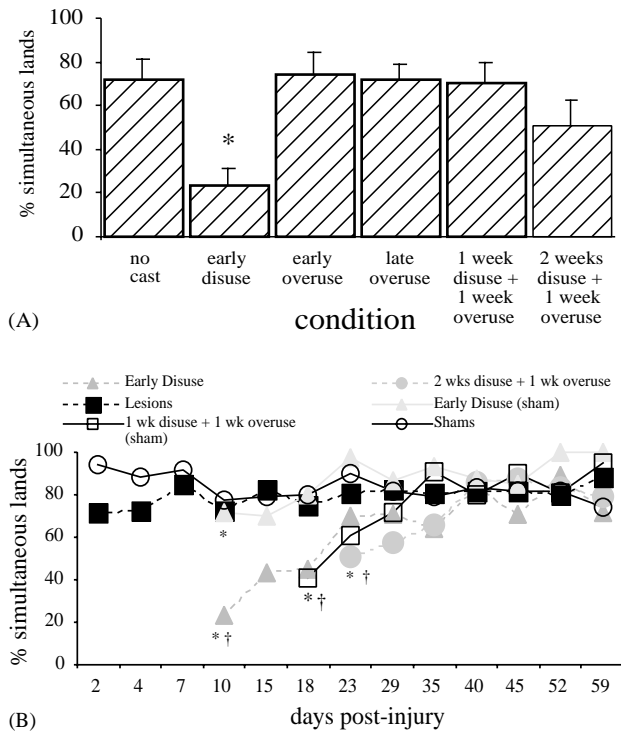 % simultaneous lands
100
80
60
40
20
0
*
no cast
early disuse
early overuse
late overuse
1 week disuse + 1 week overuse
2 weeks disuse + 1 week overuse
(A)
condition
Early Disuse
2 wks disuse + 1 wk overuse
Lesions
Early Disuse (sham)
1 wk disuse + 1 wk overuse (sham)
Shams
% simultaneous lands
100
80
60
40
20
0
*
* †
* †
* †
2 4 7 10 15 18 23 29 35 40 45 52 59
(B)
days post-injury